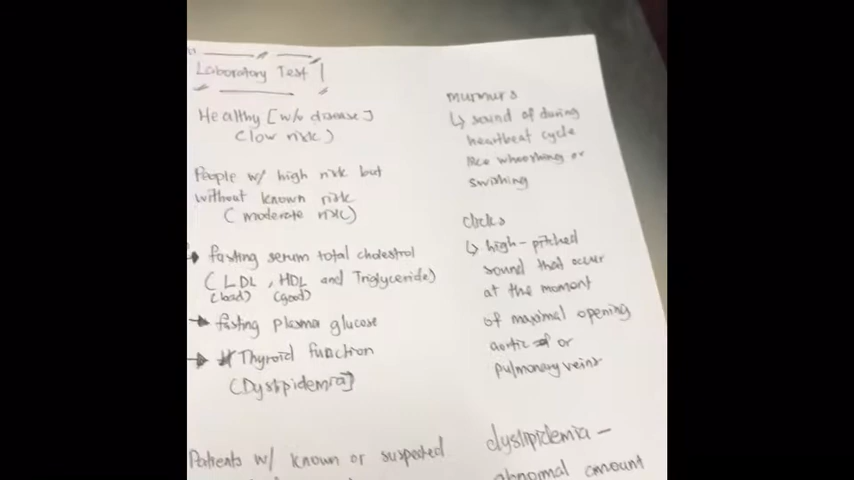 Laboratory Test
Healthy [w/o disease]
(low risk)
People w/ high risk but
without known risk
(moderate risk)
→ fasting serum total cholestrol
(LDL, HDL and Triglyceride)
(bad) (good)
→ fasting plasma glucose
→ Thyroid function
(Dyslipidemia)
Patients w/ known or suspected
murmurs
↳ sound of during
heartbeat cycle
like whooshing or
swishing
clicks
↳ high-pitched
sound that occur
at the moment
of maximal opening
aortic or
pulmonary veins
dyslipidemia -
abnormal amount